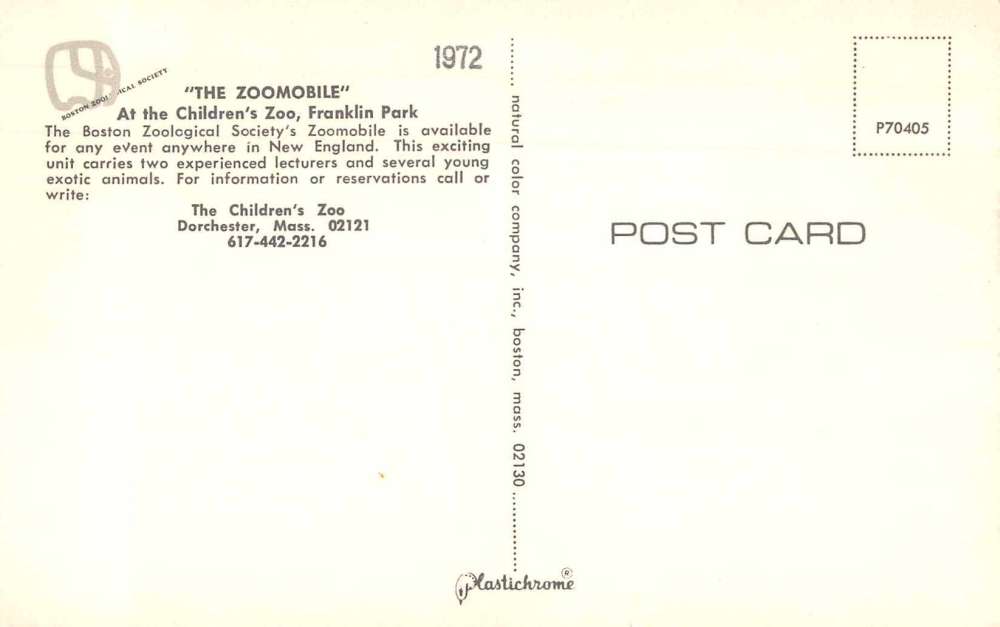 BOSTON ZOOLOGICAL SOCIETY
1972
"THE ZOOMOBILE"
At the Children's Zoo, Franklin Park
The Boston Zoological Society's Zoomobile is available
for any event anywhere in New England. This exciting
unit carries two experienced lecturers and several young
exotic animals. For information or reservations call or
write:
The Children's Zoo
Dorchester, Mass. 02121
617-442-2216
natural color company, inc., boston, mass. 02130
Plastichrome ®
P70405
POST CARD